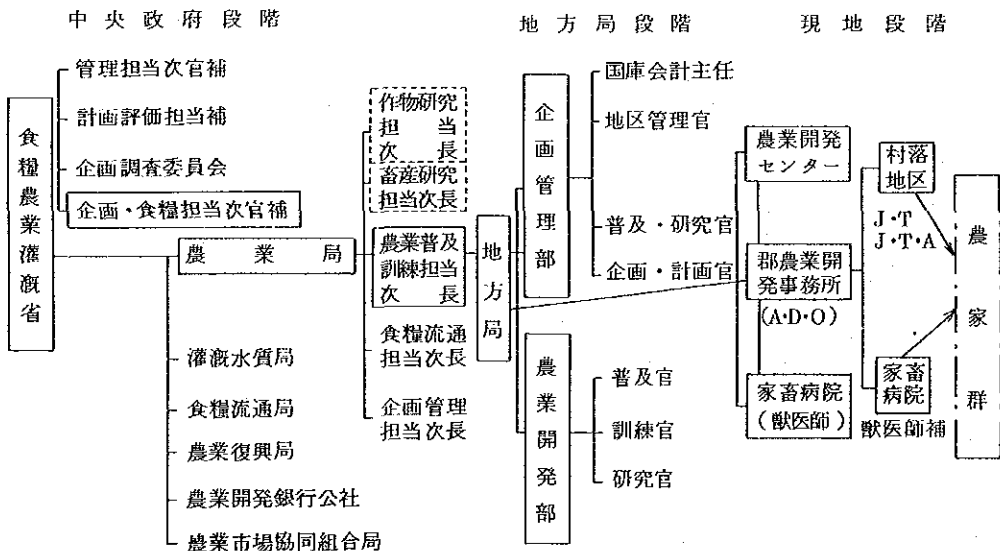 中央政府段階
地方局段階
現地段階
食糧農業灌漑省
管理担当次官補
計画評価担当補
企画調査委員会
企画・食糧担当次官補
農業局
灌漑水質局
食糧流通局
農業復興局
農業開発銀行公社
農業市場協同組合局
作物研究
担当
次長
畜産研究
担当次長
農業普及
訓練担当
次長
食糧流通
担当次長
企画管理
担当次長
地方局
企画管理部
国庫会計主任
地区管理官
普及・研究官
企画・計画官
農業開発部
普及官
訓練官
研究官
農業開発
センター
郡農業開
発事務所
(A・D・O)
家畜病院
(獣医師)
村落
地区
J・T
J・T・A
家畜
病院
獣医師補
農家群